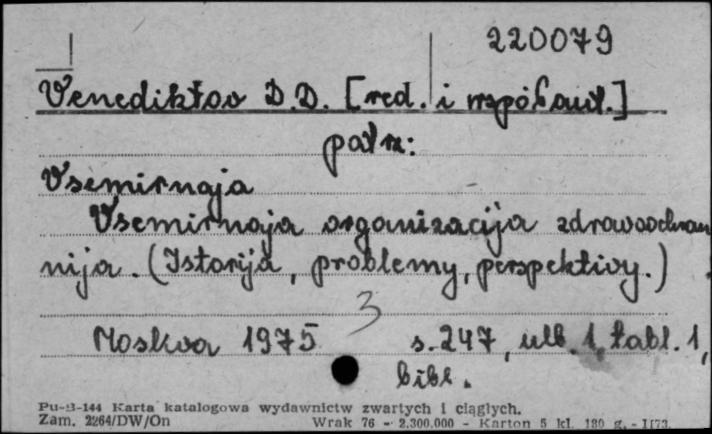 220079
Venediktov D.D. [red. i współaut.]
patrz:
Vsemirnaja
Vsemirnaja organizacija zdravoochra
nija. (Istorija, problemy, perspektivy.)
3
Moskva 1975 s. 247, ulb. 1, tabl. 1,
bibl.
Pu-B-144 Karta katalogowa wydawnictw zwartych i ciągłych.
Zam. 2264/DW/On Wrak 76 - 2.300.000 - Karton 5 kl. 180 g. - 1173.